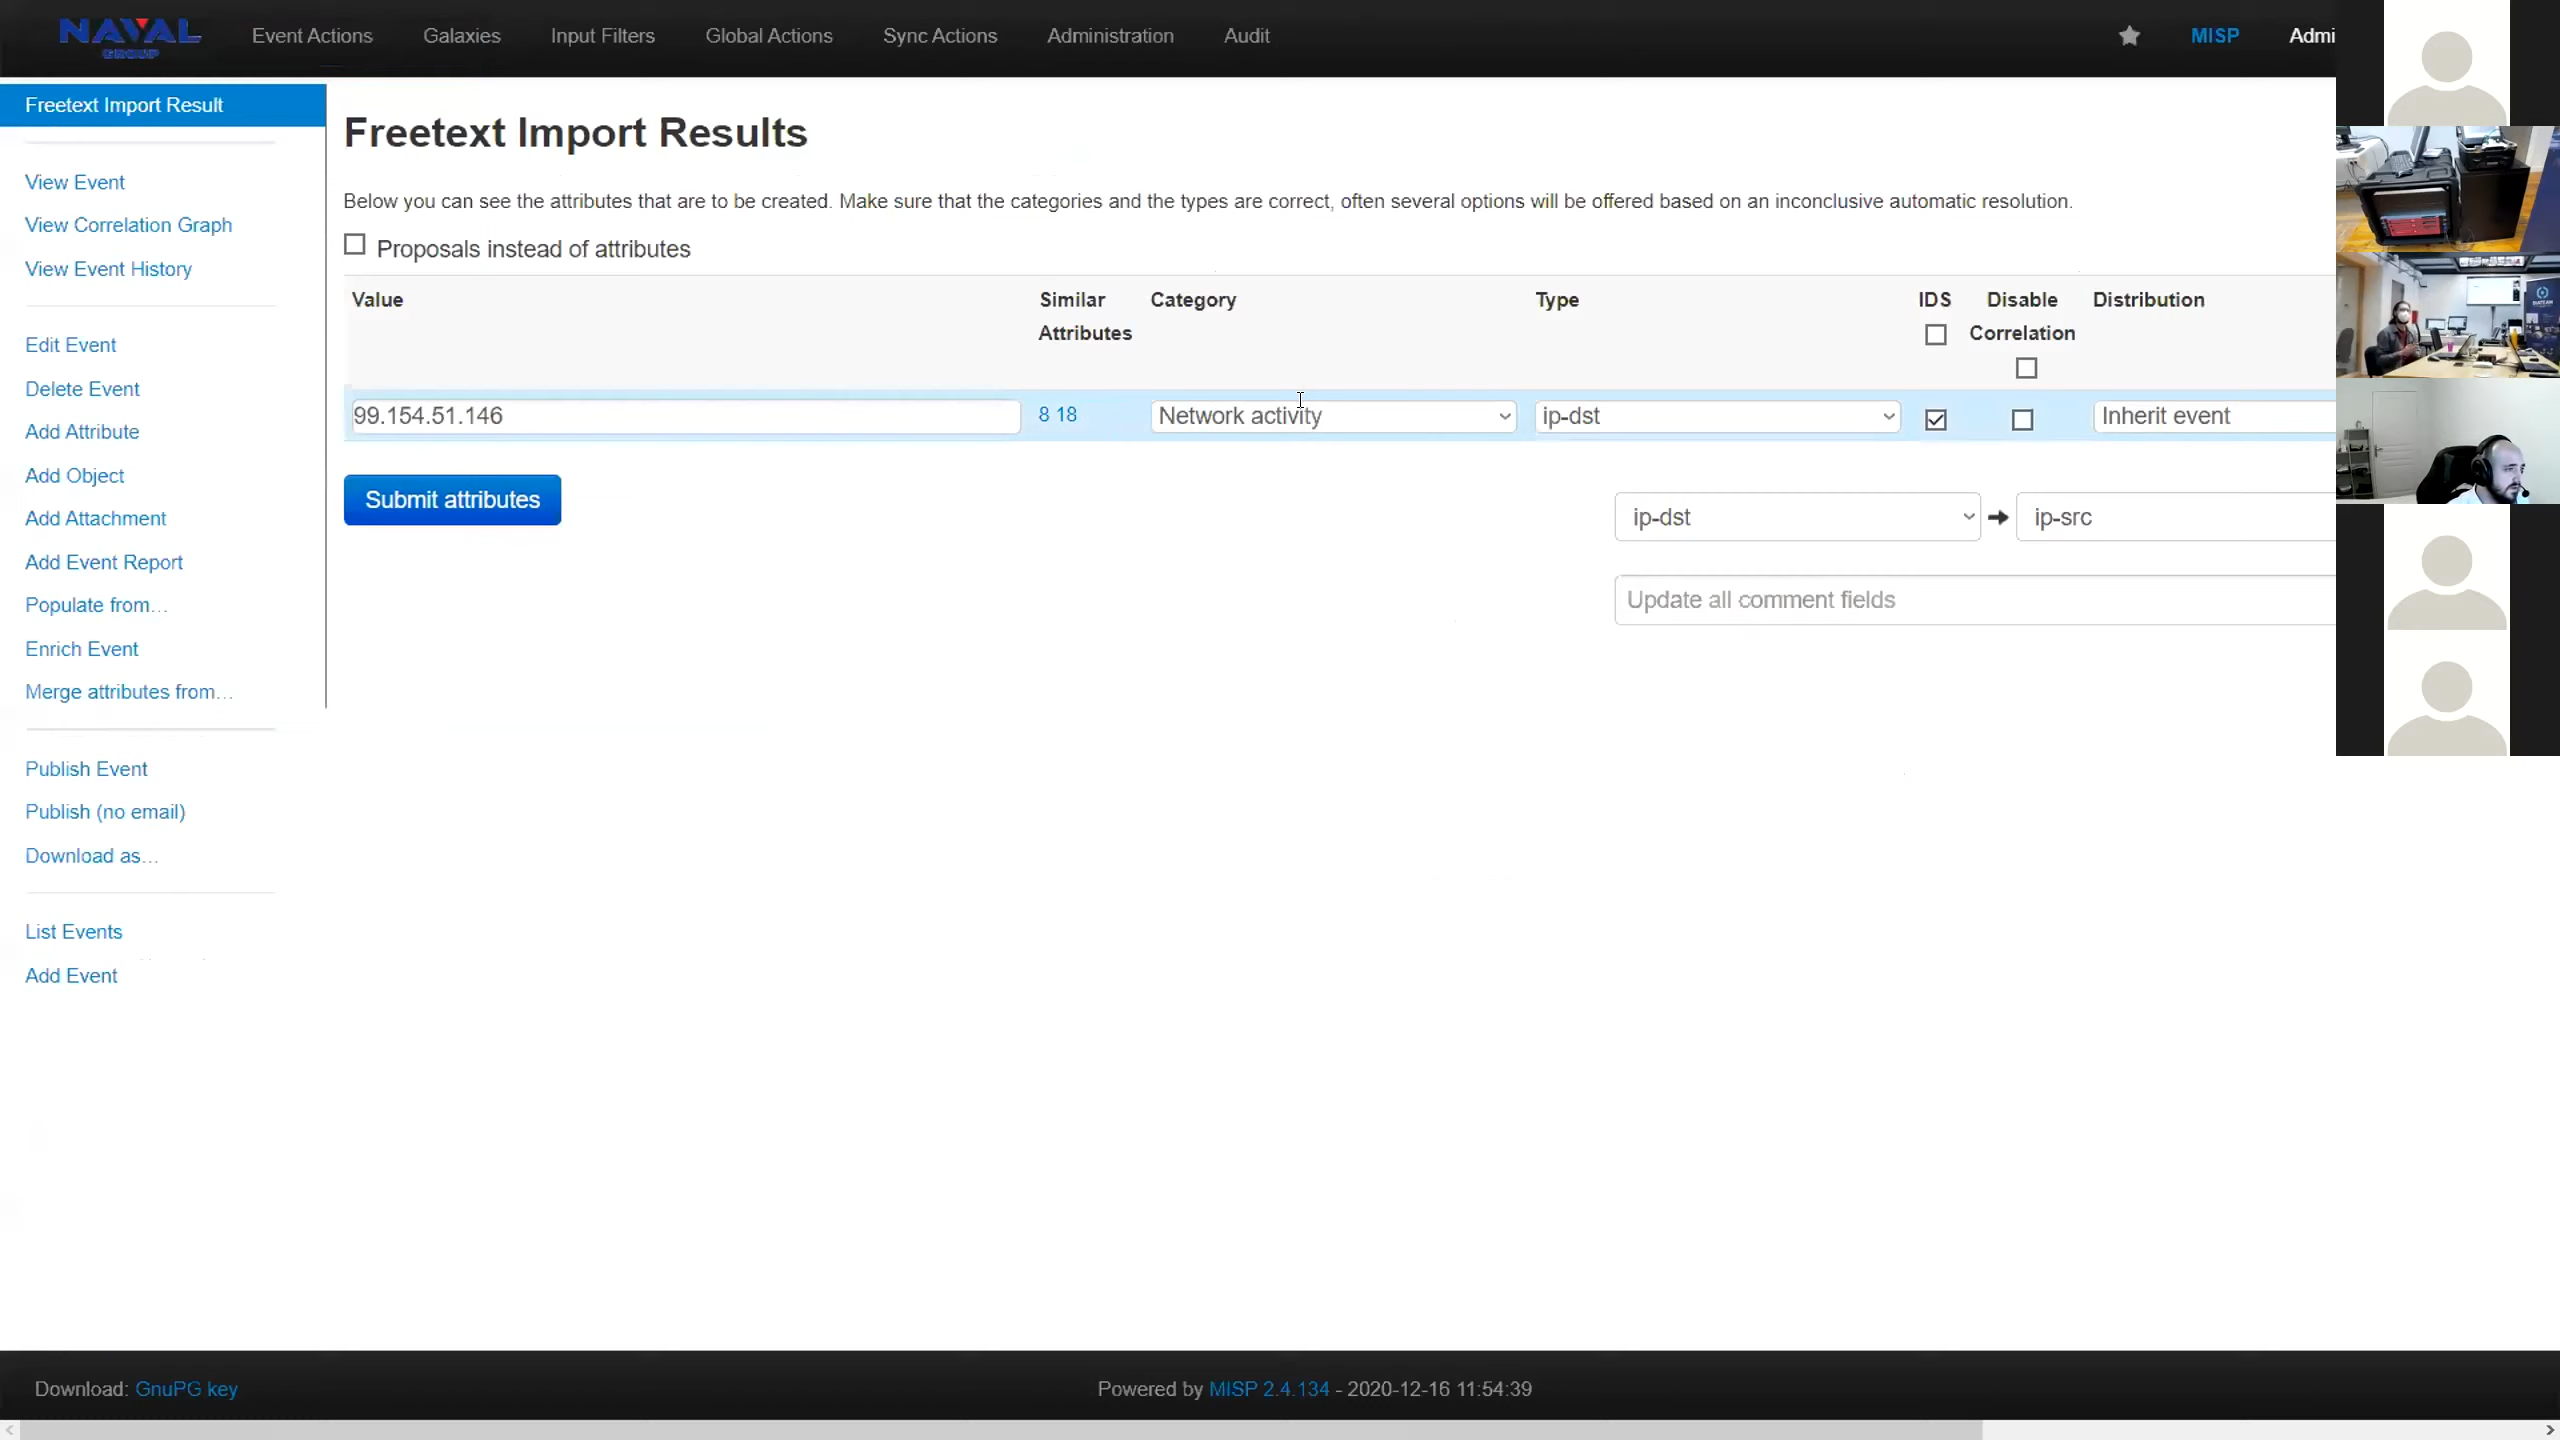 NAVAL
GROUP
Event Actions
Galaxies
Input Filters
Global Actions
Sync Actions
Administration
Audit
MISP
Admi
Freetext Import Result
View Event
View Correlation Graph
View Event History
Edit Event
Delete Event
Add Attribute
Add Object
Add Attachment
Add Event Report
Populate from...
Enrich Event
Merge attributes from...
Publish Event
Publish (no email)
Download as...
List Events
Add Event
Freetext Import Results
Below you can see the attributes that are to be created. Make sure that the categories and the types are correct, often several options will be offered based on an inconclusive automatic resolution.
Proposals instead of attributes
Value
Similar Attributes
Category
Type
IDS
Disable Correlation
Distribution
99.154.51.146
8 18
Network activity
ip-dst
Inherit event
Submit attributes
ip-dst
ip-src
Update all comment fields
Download: GnuPG key
Powered by MISP 2.4.134 - 2020-12-16 11:54:39